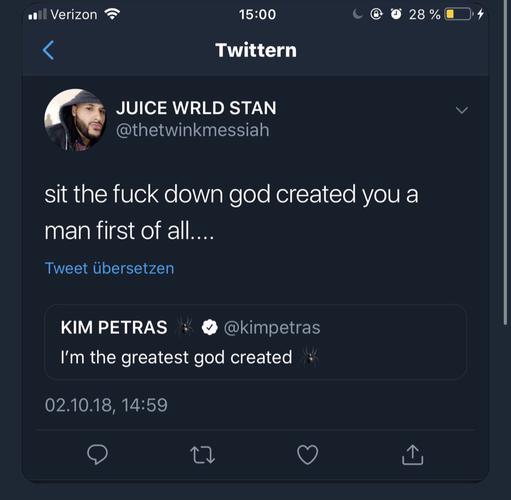 Verizon 15:00 28 %
Twittern
JUICE WRLD STAN
@thetwinkmessiah
sit the fuck down god created you a
man first of all....
Tweet übersetzen
KIM PETRAS 🕷 @kimpetras
I’m the greatest god created 🕷
02.10.18, 14:59